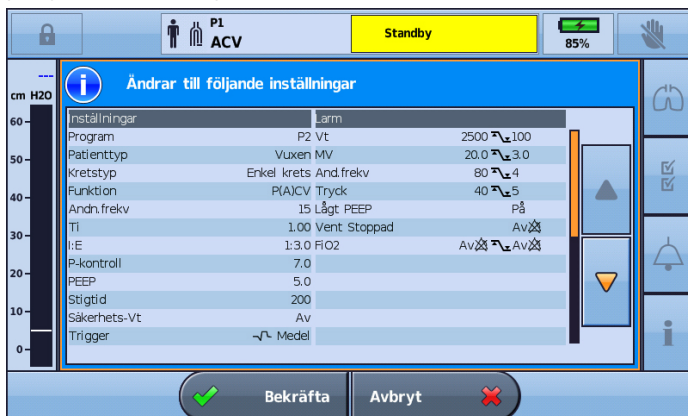 P1
ACV
Standby
85%
---
cm H2O
60
50
40
30
20
10
0
Ändrar till följande inställningar
Inställningar Larm
Program P2 Vt 2500 100
Patienttyp Vuxen MV 20.0 3.0
Kretstyp Enkel krets And.frekv 80 4
Funktion P(A)CV Tryck 40 5
Andn.frekv 15 Lågt PEEP På
Ti 1.00 Vent Stoppad Av
I:E 1:3.0 FiO2 Av Av
P-kontroll 7.0
PEEP 5.0
Stigtid 200
Säkerhets-Vt Av
Trigger Medel
Bekräfta Avbryt